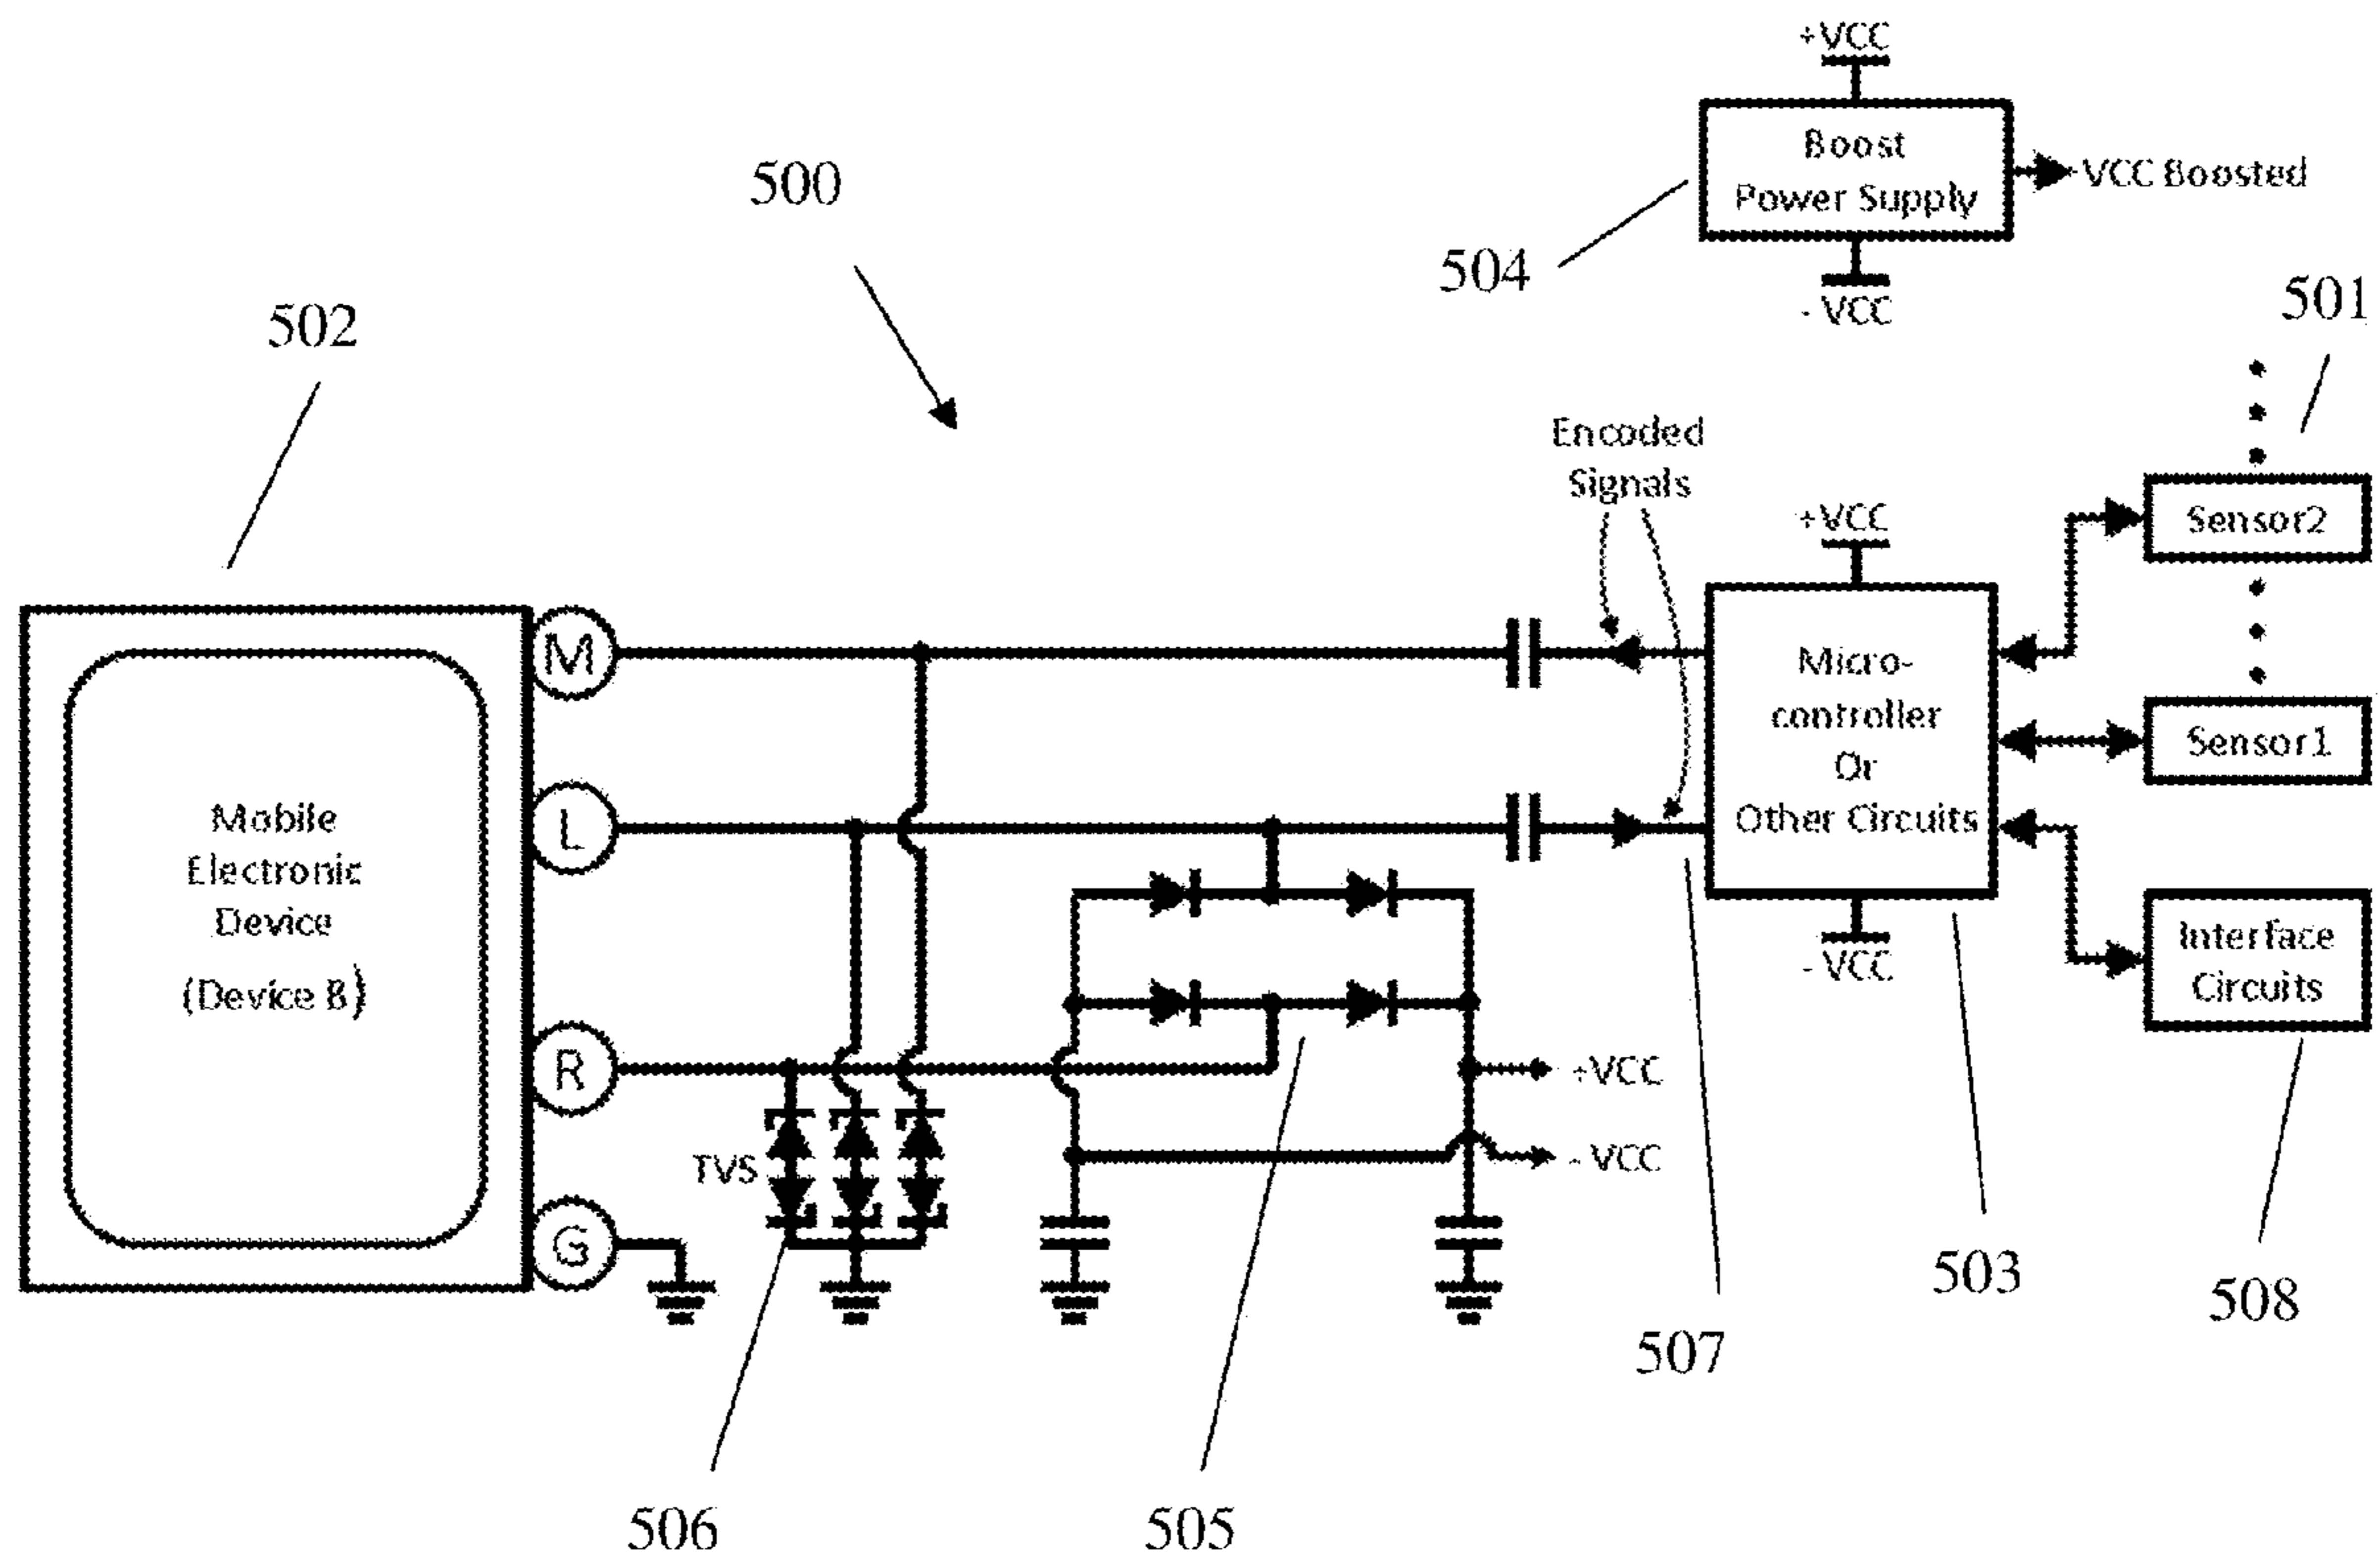 +VCC
Boost
Power Supply
VCC Boosted
- VCC
504
500
501
502
Encoded
Signals
+VCC
Sensor2
M
Micro-
controller
Or
Other Circuits
Sensor1
L
Mobile
Electronic
Device
(Device B)
- VCC
Interface
Circuits
R
+VCC
TVS
- VCC
G
503
508
507
506
505